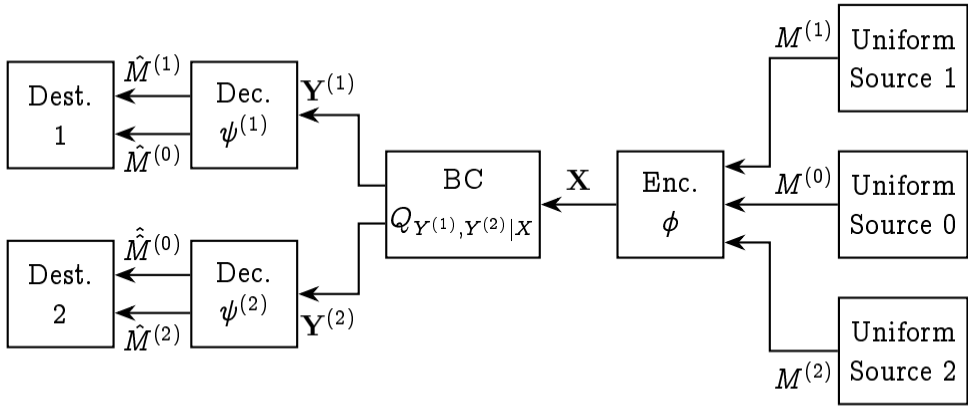 Dest.
1
M̂^{(1)}
M̂^{(0)}
Dec.
ψ^{(1)}
Y^{(1)}
Dest.
2
M̂̂^{(0)}
M̂^{(2)}
Dec.
ψ^{(2)}
Y^{(2)}
BC
Q_{Y^{(1)},Y^{(2)}|X}
X
Enc.
ϕ
M^{(1)}
Uniform
Source 1
M^{(0)}
Uniform
Source 0
M^{(2)}
Uniform
Source 2